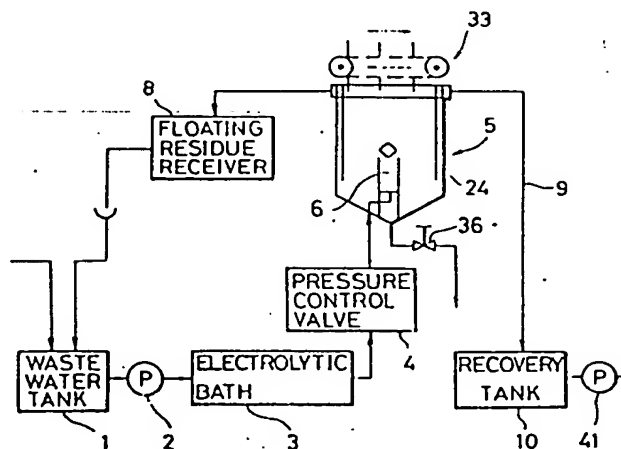 33
8
FLOATING
RESIDUE
RECEIVER
5
24
6
9
36
PRESSURE
CONTROL
VALVE
4
WASTE
WATER
TANK
P
ELECTROLYTIC
BATH
RECOVERY
TANK
P
1
2
3
10
41